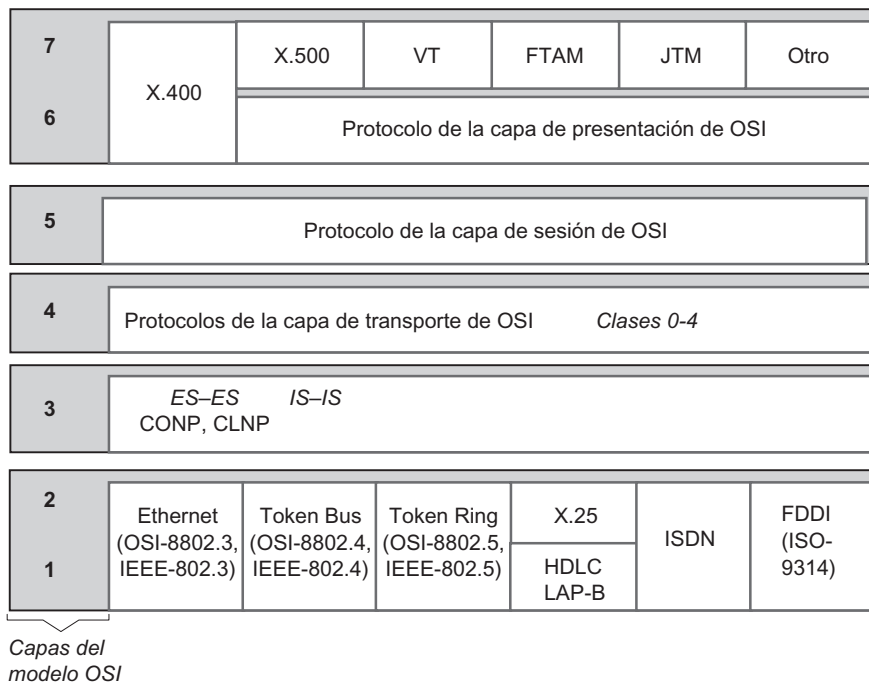 7
X.500
VT
FTAM
JTM
Otro
X.400
6
Protocolo de la capa de presentación de OSI
5
Protocolo de la capa de sesión de OSI
4
Protocolos de la capa de transporte de OSI Clases 0-4
3
ES–ES IS–IS
CONP, CLNP
2
1
Ethernet
(OSI-8802.3,
IEEE-802.3)
Token Bus
(OSI-8802.4,
IEEE-802.4)
Token Ring
(OSI-8802.5,
IEEE-802.5)
X.25
HDLC
LAP-B
ISDN
FDDI
(ISO-
9314)
Capas del
modelo OSI